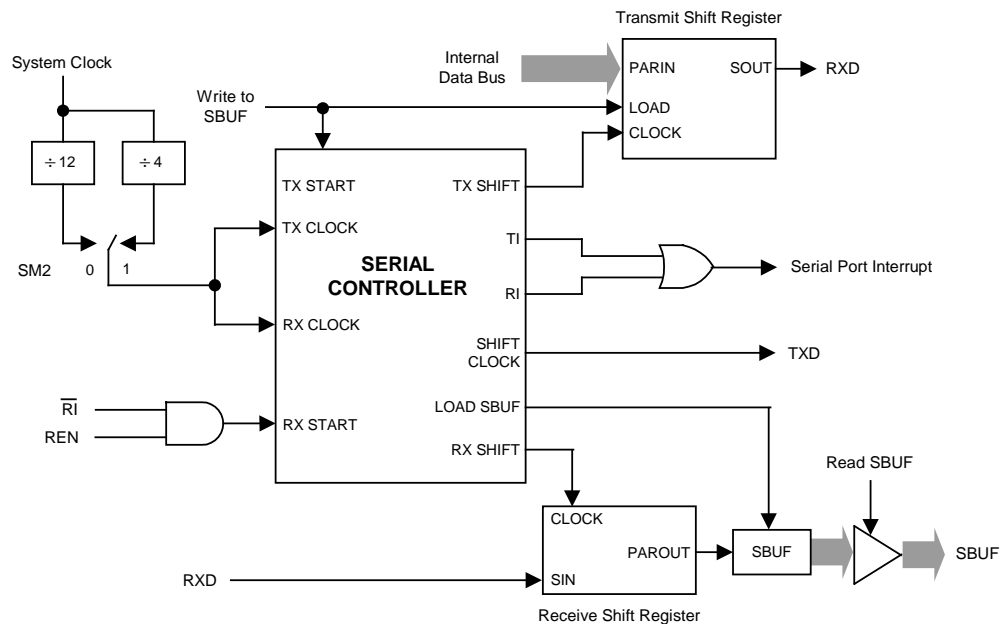 Transmit Shift Register
System Clock
Internal
Data Bus
PARIN
SOUT
RXD
Write to
SBUF
LOAD
CLOCK
÷ 12
÷ 4
TX START
TX SHIFT
TX CLOCK
TI
SERIAL
CONTROLLER
Serial Port Interrupt
SM2
0
1
RI
RX CLOCK
SHIFT
CLOCK
TXD
R̅I̅
REN
RX START
LOAD SBUF
RX SHIFT
Read SBUF
CLOCK
PAROUT
SBUF
SBUF
RXD
SIN
Receive Shift Register